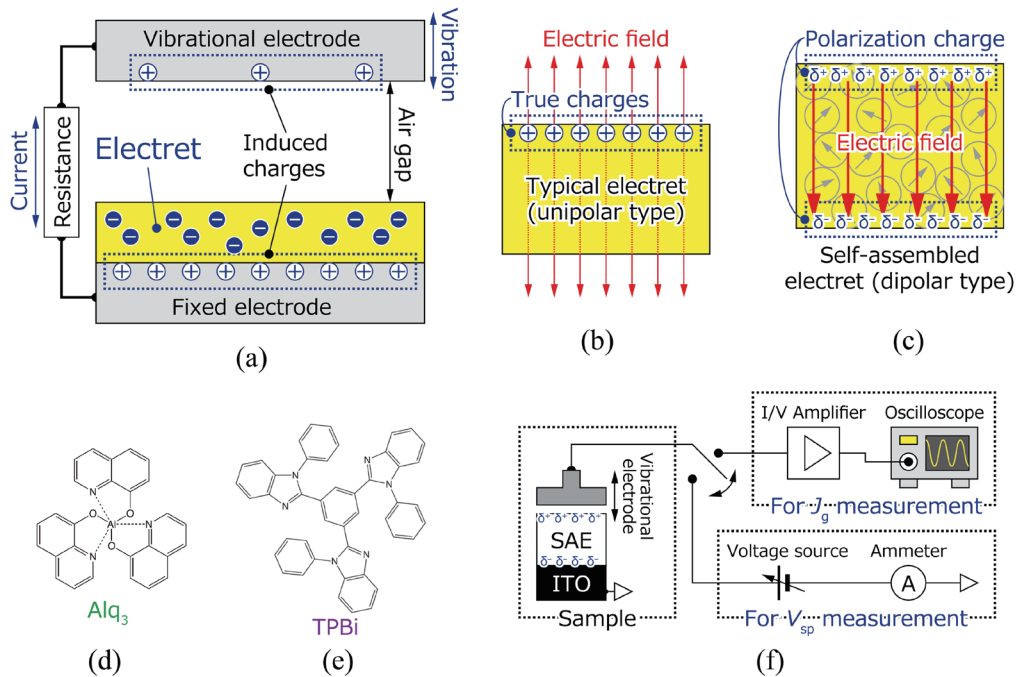 Vibrational electrode
Vibration
Current
Resistance
Electret
Induced
charges
Air gap
Fixed electrode
(a)
Electric field
True charges
Typical electret
(unipolar type)
(b)
Polarization charge
δ+ δ+ δ+ δ+ δ+ δ+ δ+
Electric field
δ- δ- δ- δ- δ- δ- δ-
Self-assembled
electret (dipolar type)
(c)
N
O
N
O
Al
N
O
Alq3
(d)
N
N
N
N
N
N
TPBi
(e)
I/V Amplifier
Oscilloscope
For Jg measurement
Vibrational
electrode
δ+ δ+ δ+ δ+
SAE
δ- δ- δ- δ-
ITO
Sample
Voltage source
Ammeter
A
For Vsp measurement
(f)